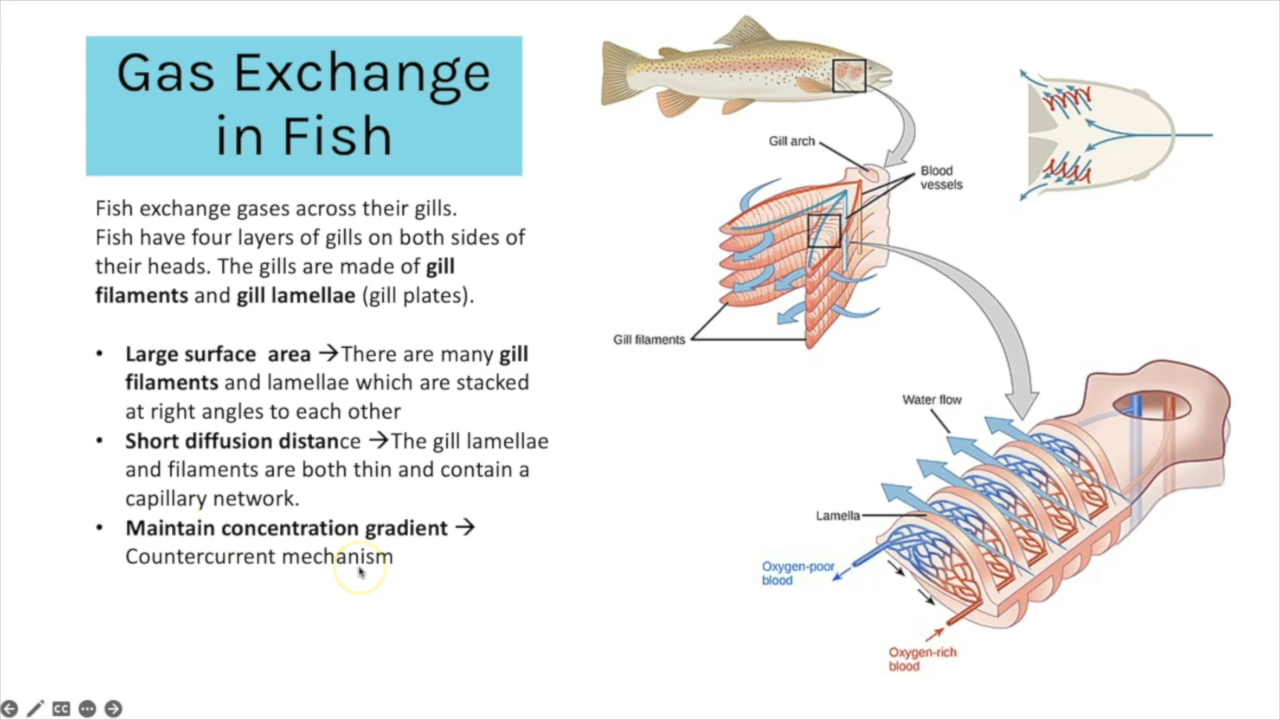 Gas Exchange
in Fish
Fish exchange gases across their gills.
Fish have four layers of gills on both sides of
their heads. The gills are made of gill
filaments and gill lamellae (gill plates).
• Large surface area →There are many gill
filaments and lamellae which are stacked
at right angles to each other
• Short diffusion distance →The gill lamellae
and filaments are both thin and contain a
capillary network.
• Maintain concentration gradient →
Countercurrent mechanism
Gill arch
Blood
vessels
Gill filaments
Water flow
Lamella
Oxygen-poor
blood
Oxygen-rich
blood
CC